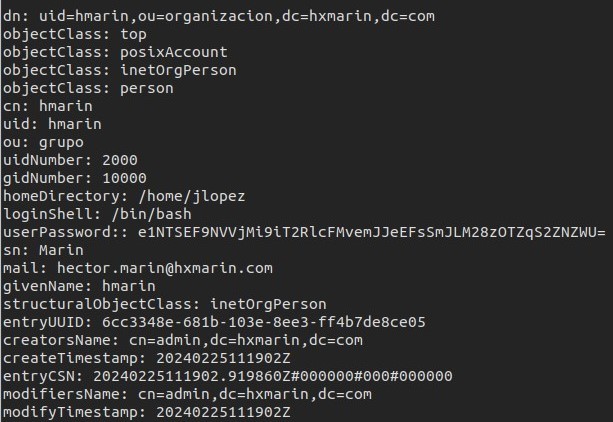 dn: uid=hmarin,ou=organizacion,dc=hxmarin,dc=com
objectClass: top
objectClass: posixAccount
objectClass: inetOrgPerson
objectClass: person
cn: hmarin
uid: hmarin
ou: grupo
uidNumber: 2000
gidNumber: 10000
homeDirectory: /home/jlopez
loginShell: /bin/bash
userPassword:: e1NTSEF9NVVjMi9iT2RlcFMvemJJeEFsSmJLM28zOTZqS2ZNZWU=
sn: Marin
mail: hector.marin@hxmarin.com
givenName: hmarin
structuralObjectClass: inetOrgPerson
entryUUID: 6cc3348e-681b-103e-8ee3-ff4b7de8ce05
creatorsName: cn=admin,dc=hxmarin,dc=com
createTimestamp: 20240225111902Z
entryCSN: 20240225111902.919860Z#000000#000#000000
modifiersName: cn=admin,dc=hxmarin,dc=com
modifyTimestamp: 20240225111902Z